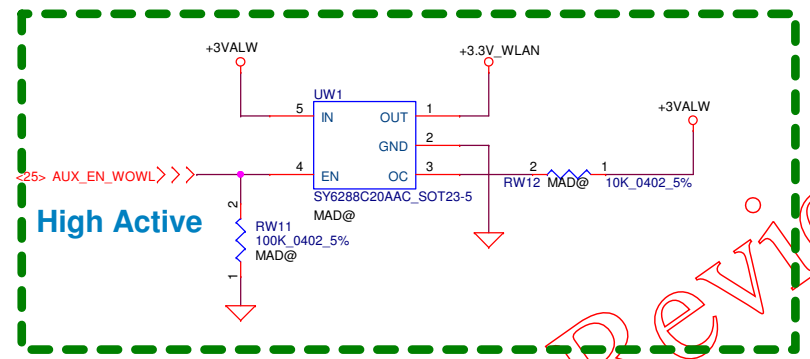 +3VALW
+3.3V_WLAN
UW1
5
IN
OUT
1
+3VALW
GND
2
<25> AUX_EN_WOWL
4
EN
OC
3
2
1
RW12
MAD@
10K_0402_5%
SY6288C20AAC_SOT23-5
MAD@
High Active
2
RW11
100K_0402_5%
MAD@
1
Revi